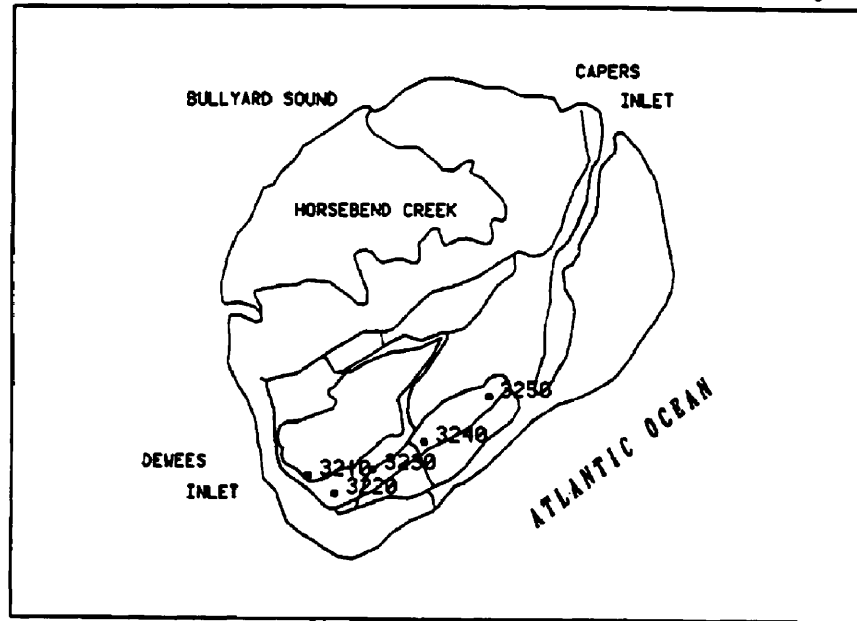 CAPERS
INLET
BULLYARD SOUND
HORSEBEND CREEK
3250
3240
3230
3210
3220
DEWEES
INLET
ATLANTIC OCEAN